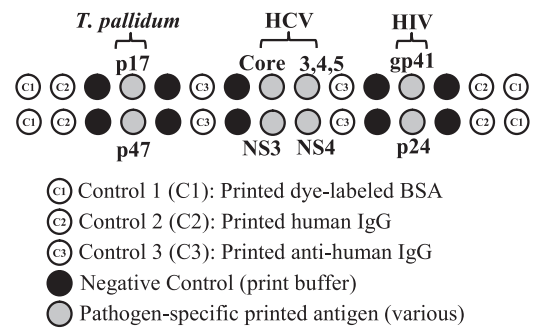 T. pallidum HCV HIV
p17 Core 3,4,5 gp41
C1 C2 C3 C3 C2 C1
C1 C2 C3 C3 C2 C1
p47 NS3 NS4 p24
C1 Control 1 (C1): Printed dye-labeled BSA
C2 Control 2 (C2): Printed human IgG
C3 Control 3 (C3): Printed anti-human IgG
Negative Control (print buffer)
Pathogen-specific printed antigen (various)